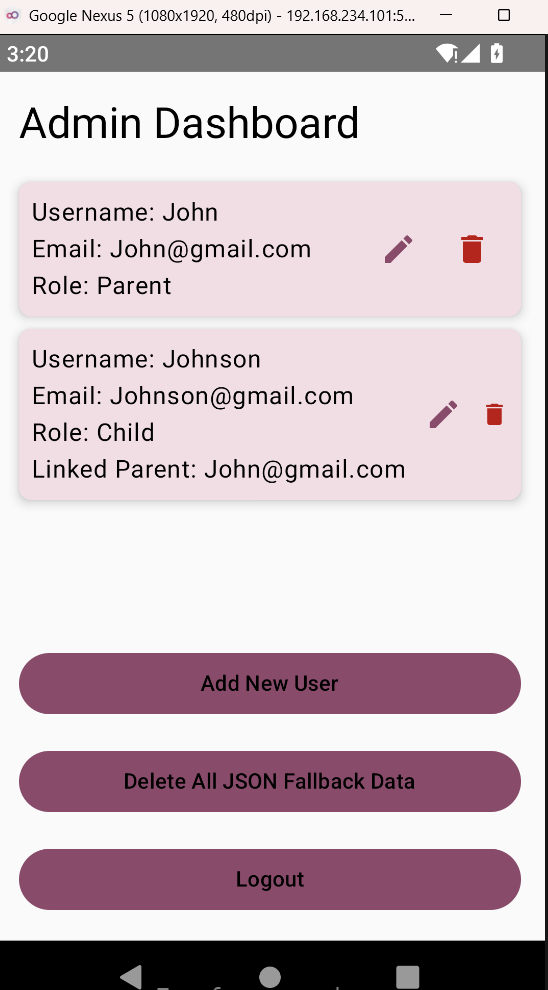 Google Nexus 5 (1080x1920, 480dpi) - 192.168.234.101:5...
3:20
Admin Dashboard
Username: John
Email: John@gmail.com
Role: Parent
Username: Johnson
Email: Johnson@gmail.com
Role: Child
Linked Parent: John@gmail.com
Add New User
Delete All JSON Fallback Data
Logout